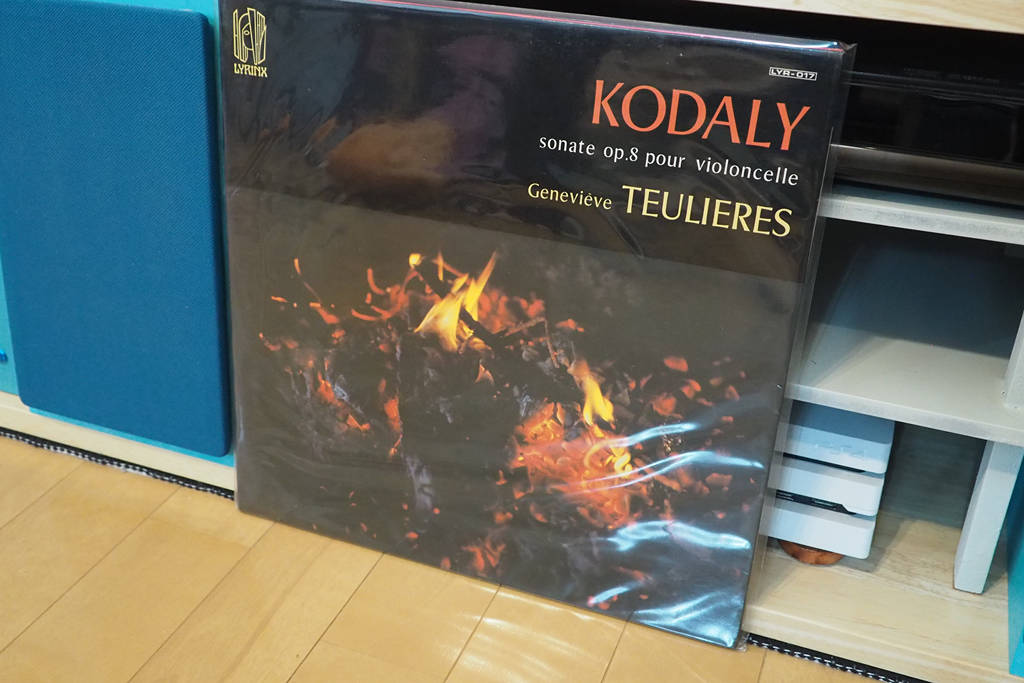 LYRINX
LYR-017
KODALY
sonate op.8 pour violoncelle
Geneviève TEULIERES